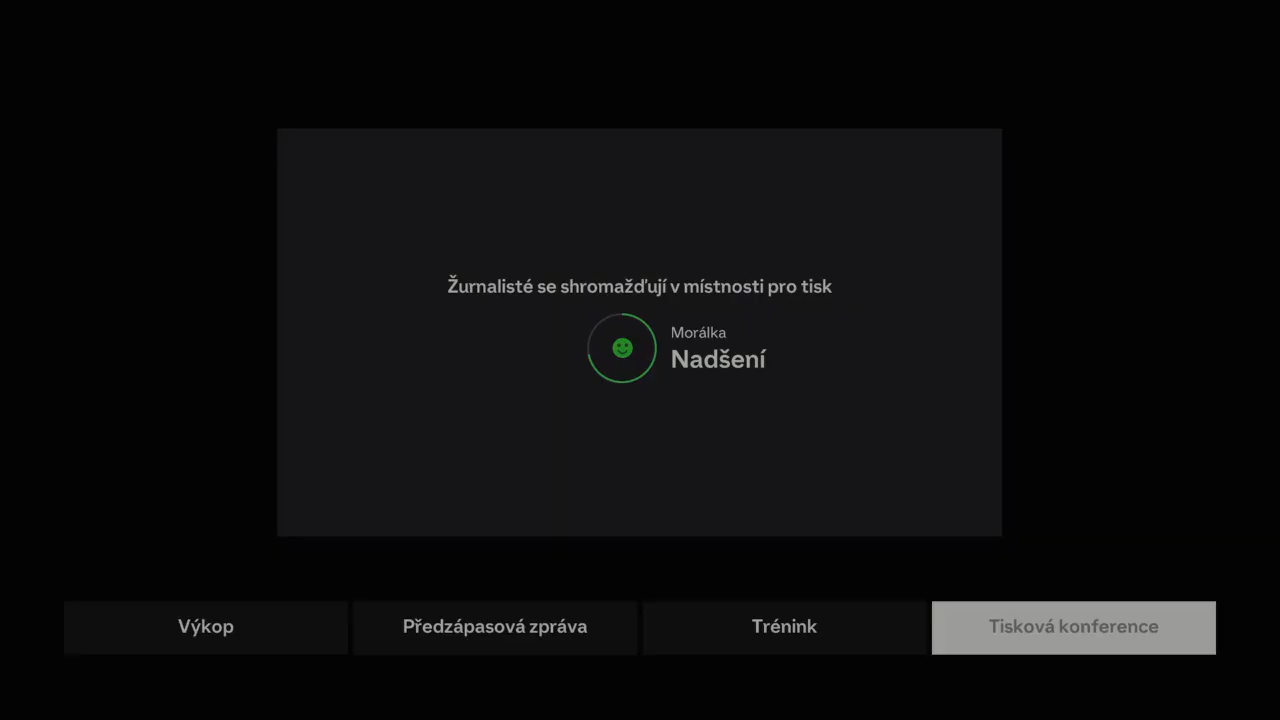 Žurnalisté se shromažďují v místnosti pro tisk
Morálka
Nadšení
Výkop
Předzápasová zpráva
Trénink
Tisková konference